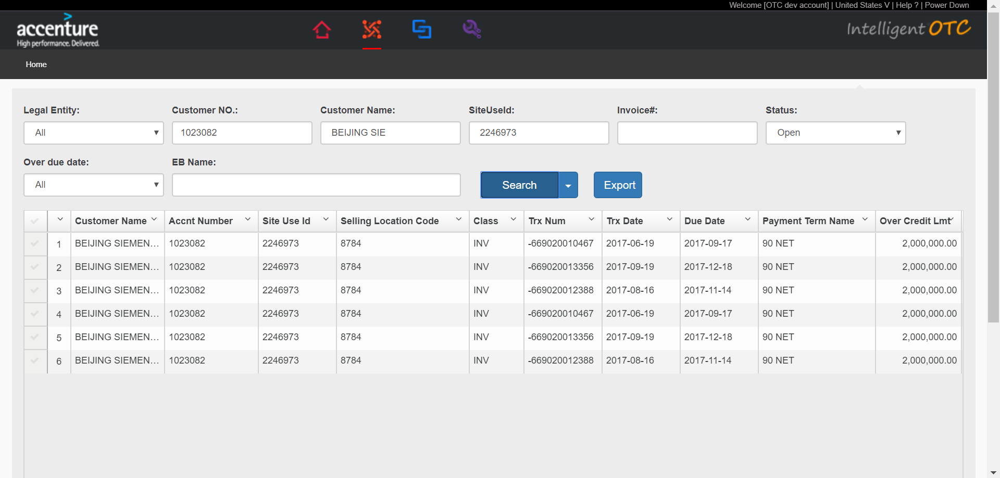 Welcome [OTC dev account] | United States V | Help ? | Power Down
accenture
High performance. Delivered.
Intelligent OTC
Home
Legal Entity: Customer NO.: Customer Name: SiteUseId: Invoice#: Status:
All 1023082 BEIJING SIE 2246973 Open
Over due date: EB Name:
All Search Export
Customer Name Accnt Number Site Use Id Selling Location Code Class Trx Num Trx Date Due Date Payment Term Name Over Credit Lmt
1 BEIJING SIEMEN... 1023082 2246973 8784 INV -669020010467 2017-06-19 2017-09-17 90 NET 2,000,000.00
2 BEIJING SIEMEN... 1023082 2246973 8784 INV -669020013356 2017-09-19 2017-12-18 90 NET 2,000,000.00
3 BEIJING SIEMEN... 1023082 2246973 8784 INV -669020012388 2017-08-16 2017-11-14 90 NET 2,000,000.00
4 BEIJING SIEMEN... 1023082 2246973 8784 INV -669020010467 2017-06-19 2017-09-17 90 NET 2,000,000.00
5 BEIJING SIEMEN... 1023082 2246973 8784 INV -669020013356 2017-09-19 2017-12-18 90 NET 2,000,000.00
6 BEIJING SIEMEN... 1023082 2246973 8784 INV -669020012388 2017-08-16 2017-11-14 90 NET 2,000,000.00